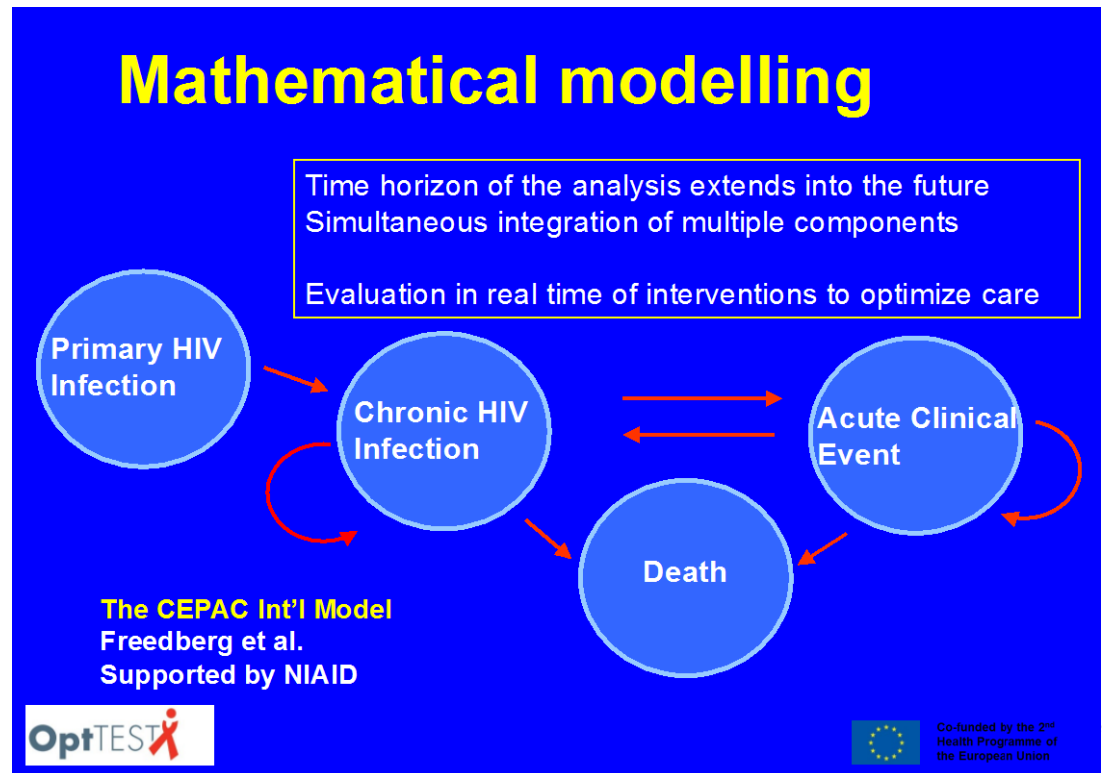 Mathematical modelling
Time horizon of the analysis extends into the future
Simultaneous integration of multiple components
Evaluation in real time of interventions to optimize care
Primary HIV
Infection
Chronic HIV
Infection
Acute Clinical
Event
Death
The CEPAC Int'l Model
Freedberg et al.
Supported by NIAID
OptTEST
Co-funded by the 2nd
Health Programme of
the European Union